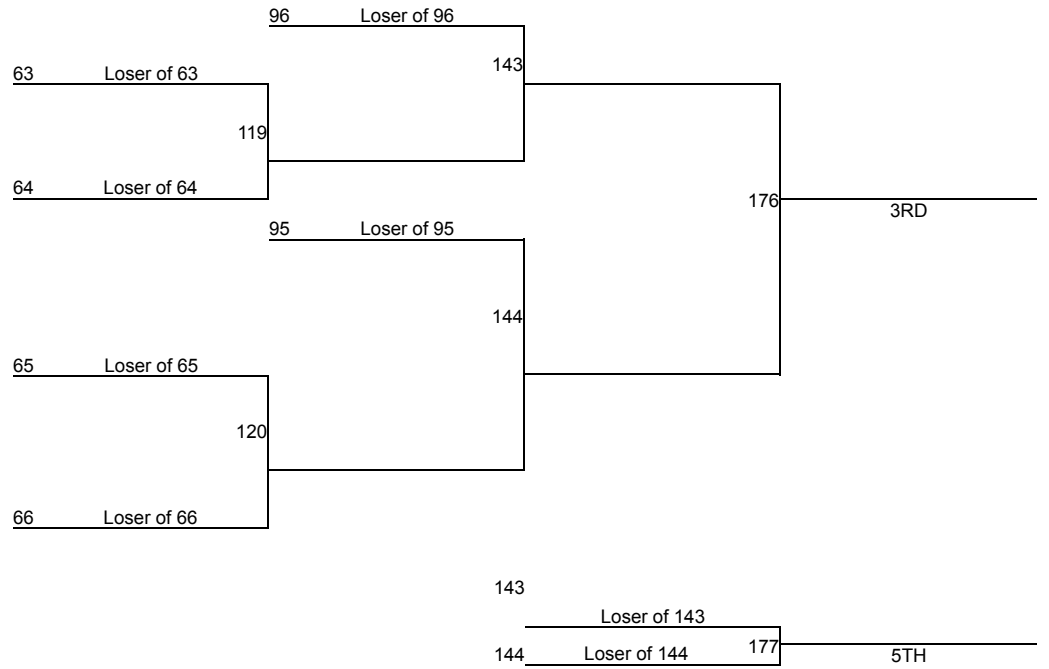 96 Loser of 96
143
63 Loser of 63
119
64 Loser of 64
176
3RD
95 Loser of 95
144
65 Loser of 65
120
66 Loser of 66
143
Loser of 143
144 Loser of 144 177
5TH